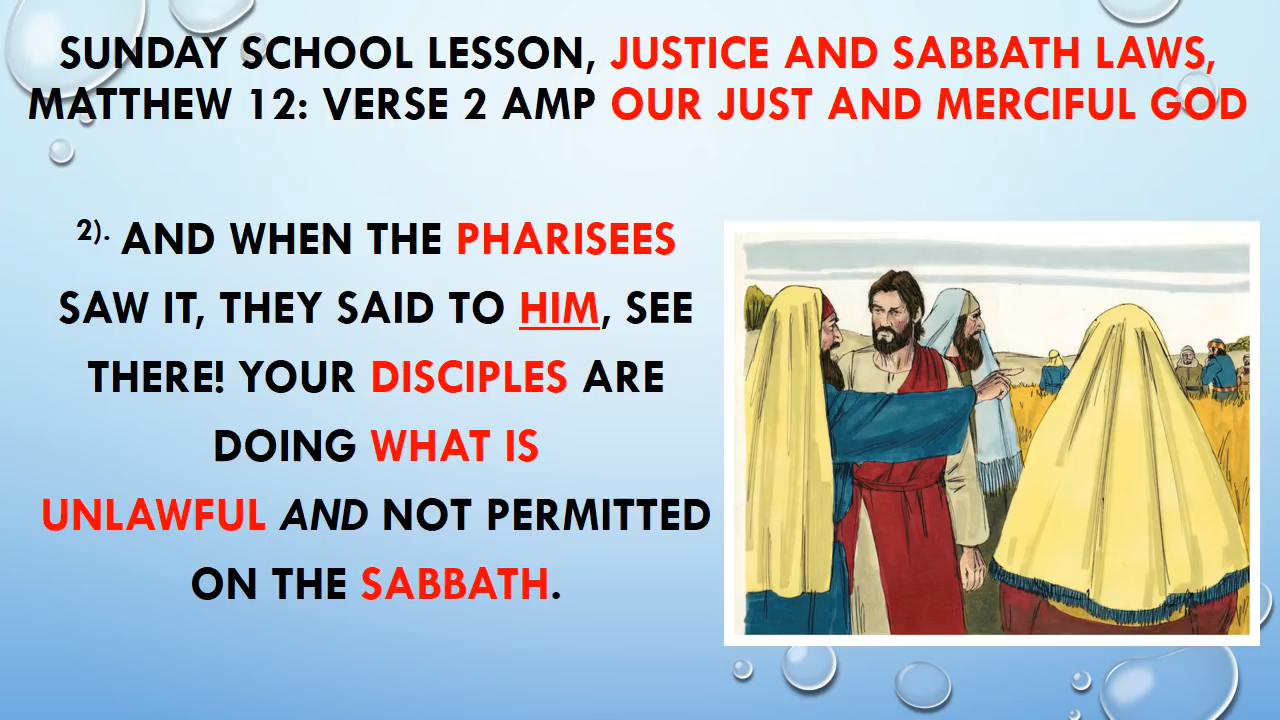 SUNDAY SCHOOL LESSON, JUSTICE AND SABBATH LAWS,
MATTHEW 12: VERSE 2 AMP OUR JUST AND MERCIFUL GOD
2). AND WHEN THE PHARISEES
SAW IT, THEY SAID TO HIM, SEE
THERE! YOUR DISCIPLES ARE
DOING WHAT IS
UNLAWFUL AND NOT PERMITTED
ON THE SABBATH.